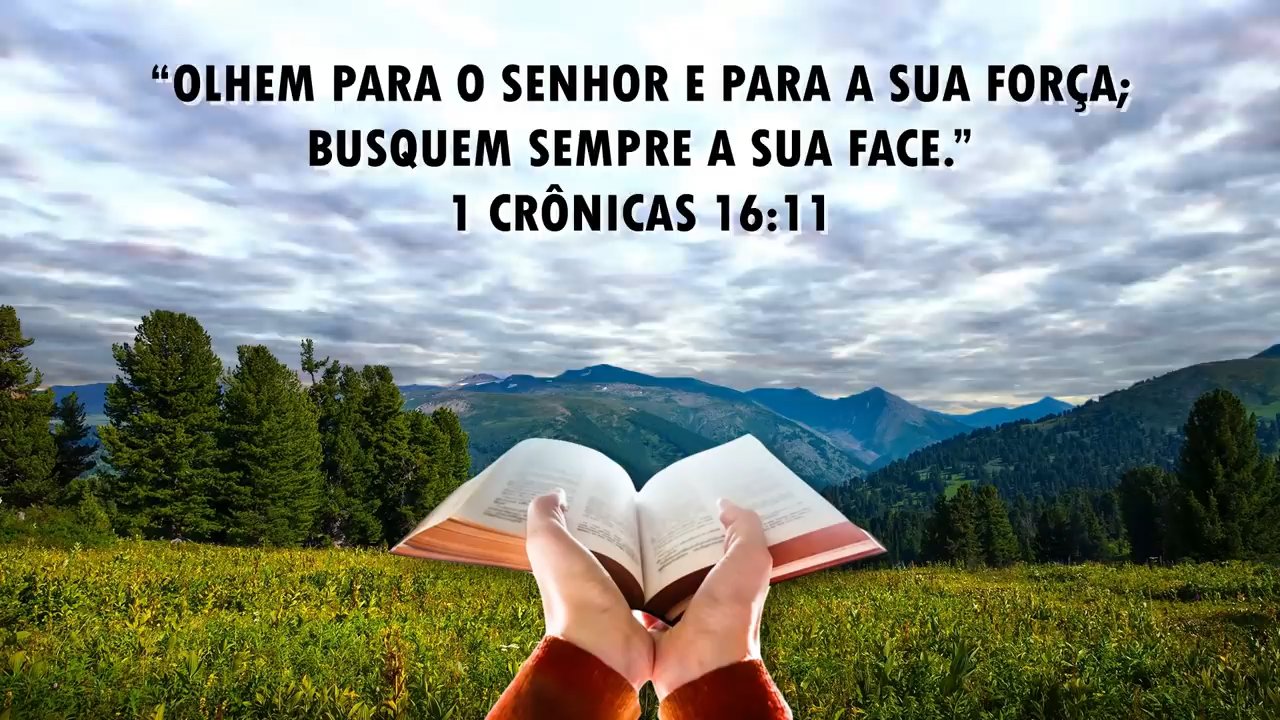 “OLHEM PARA O SENHOR E PARA A SUA FORÇA;
BUSQUEM SEMPRE A SUA FACE.”
1 CRÔNICAS 16:11